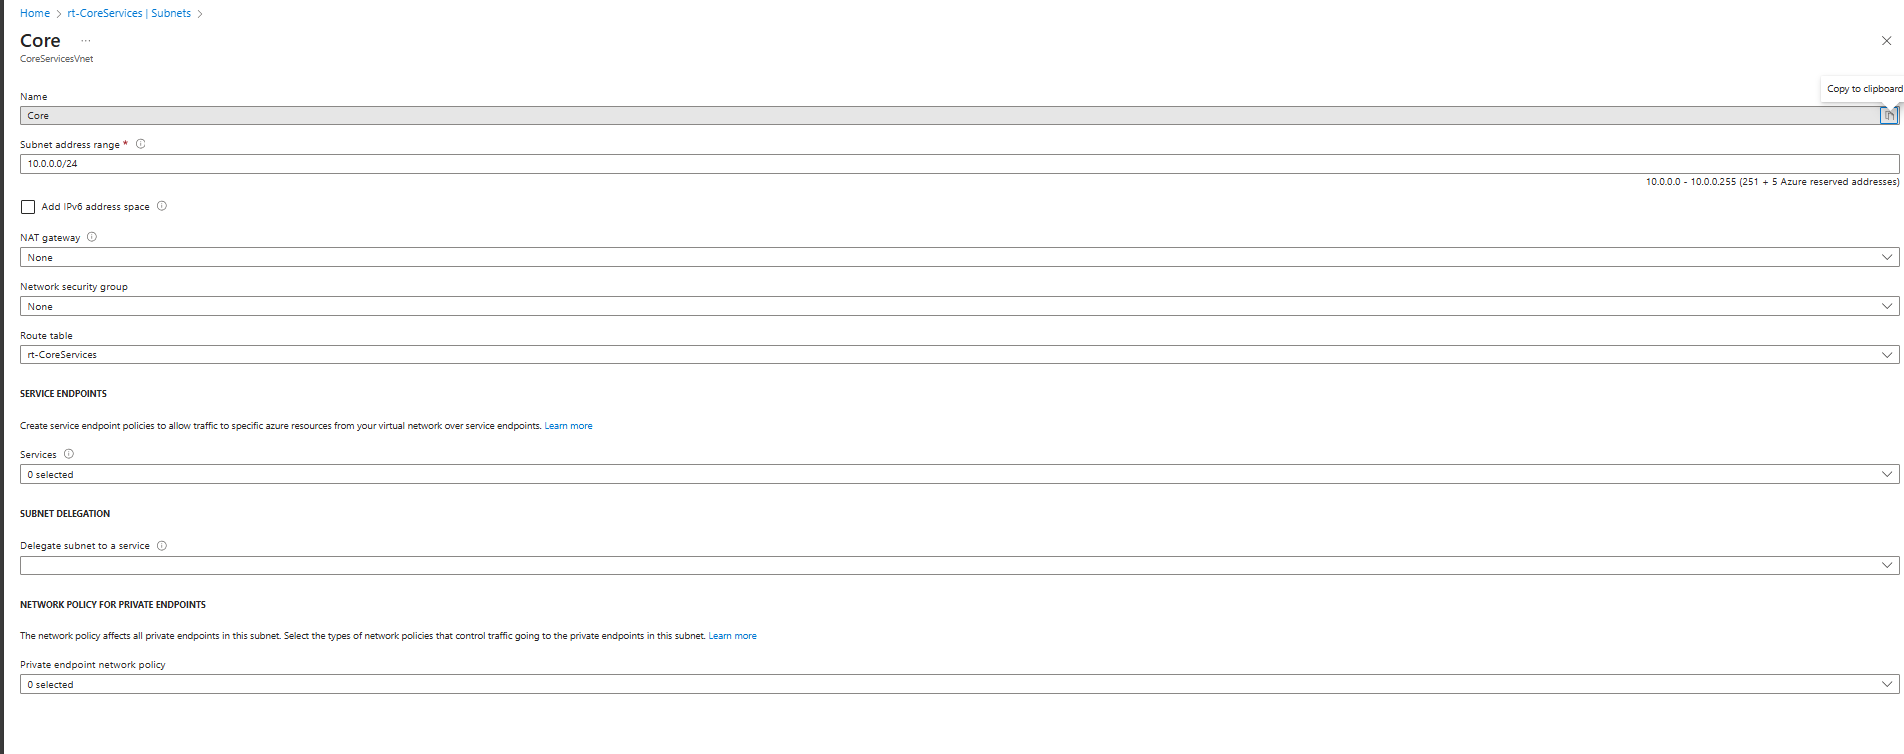 Home > rt-CoreServices | Subnets >
Core ...
CoreServicesVnet
Name
Copy to clipboard
Core
Subnet address range *
10.0.0.0/24
10.0.0.0 - 10.0.0.255 (251 + 5 Azure reserved addresses)
Add IPv6 address space
NAT gateway
None
Network security group
None
Route table
rt-CoreServices
SERVICE ENDPOINTS
Create service endpoint policies to allow traffic to specific azure resources from your virtual network over service endpoints. Learn more
Services
0 selected
SUBNET DELEGATION
Delegate subnet to a service
NETWORK POLICY FOR PRIVATE ENDPOINTS
The network policy affects all private endpoints in this subnet. Select the types of network policies that control traffic going to the private endpoints in this subnet. Learn more
Private endpoint network policy
0 selected